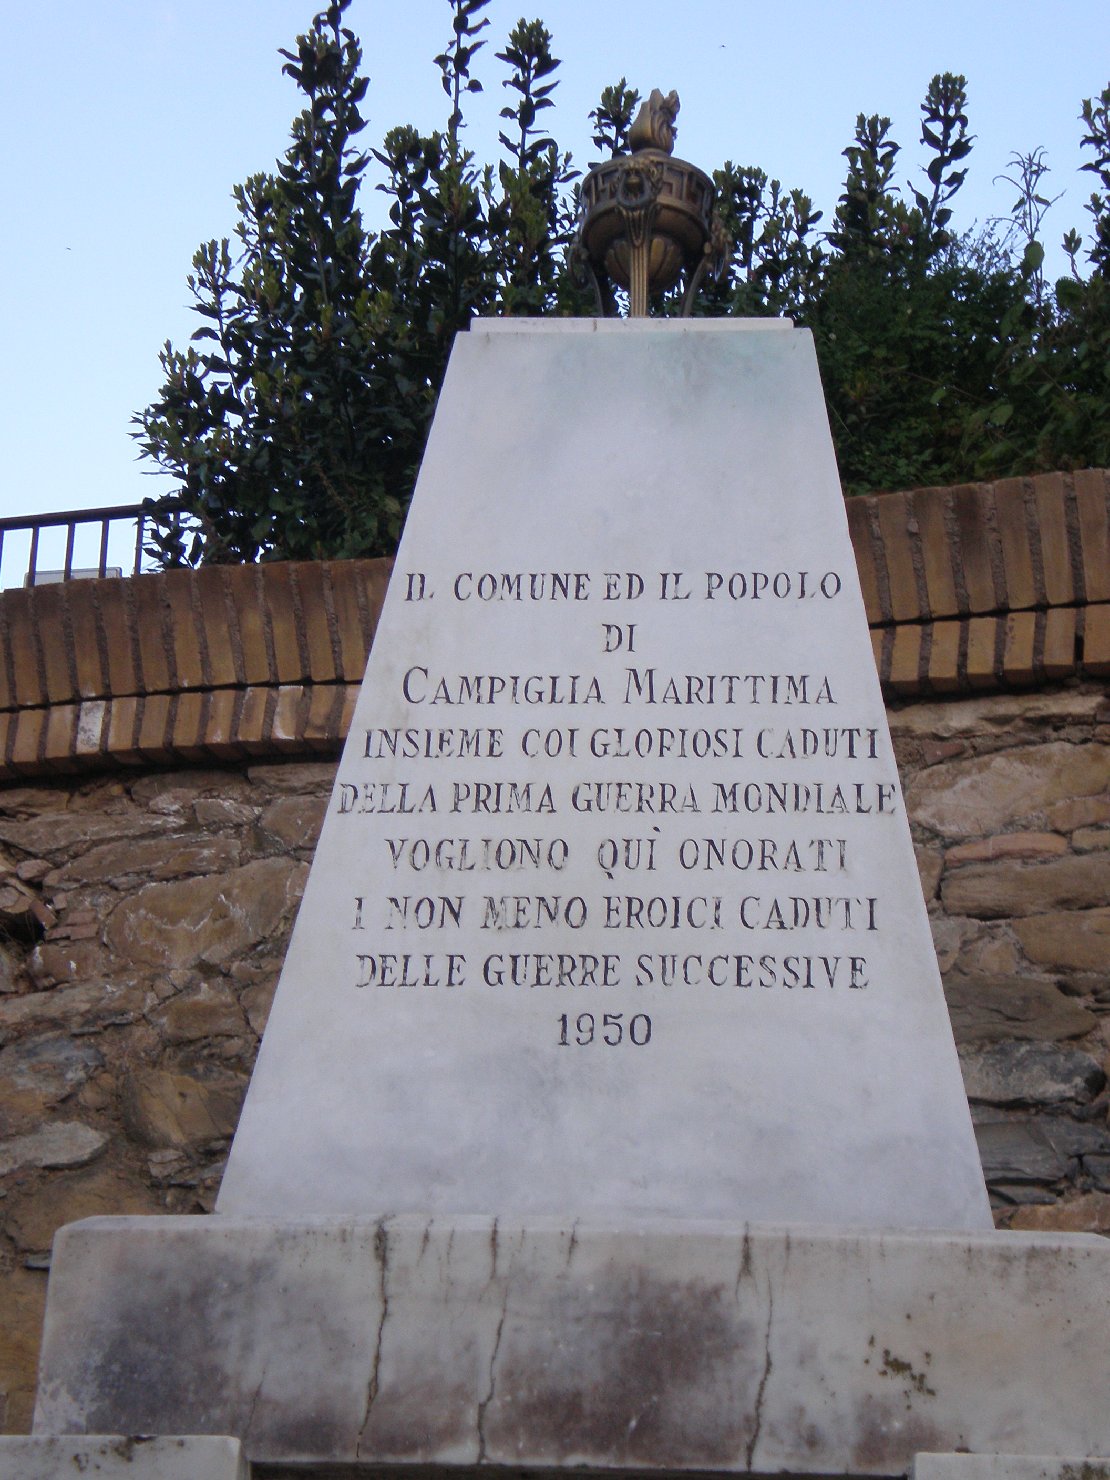 IL COMUNE ED IL POPOLO
DI
CAMPIGLIA MARITTIMA
INSIEME COI GLORIOSI CADUTI
DELLA PRIMA GUERRA MONDIALE
VOGLIONO QUÌ ONORATI
I NON MENO EROICI CADUTI
DELLE GUERRE SUCCESSIVE
1950